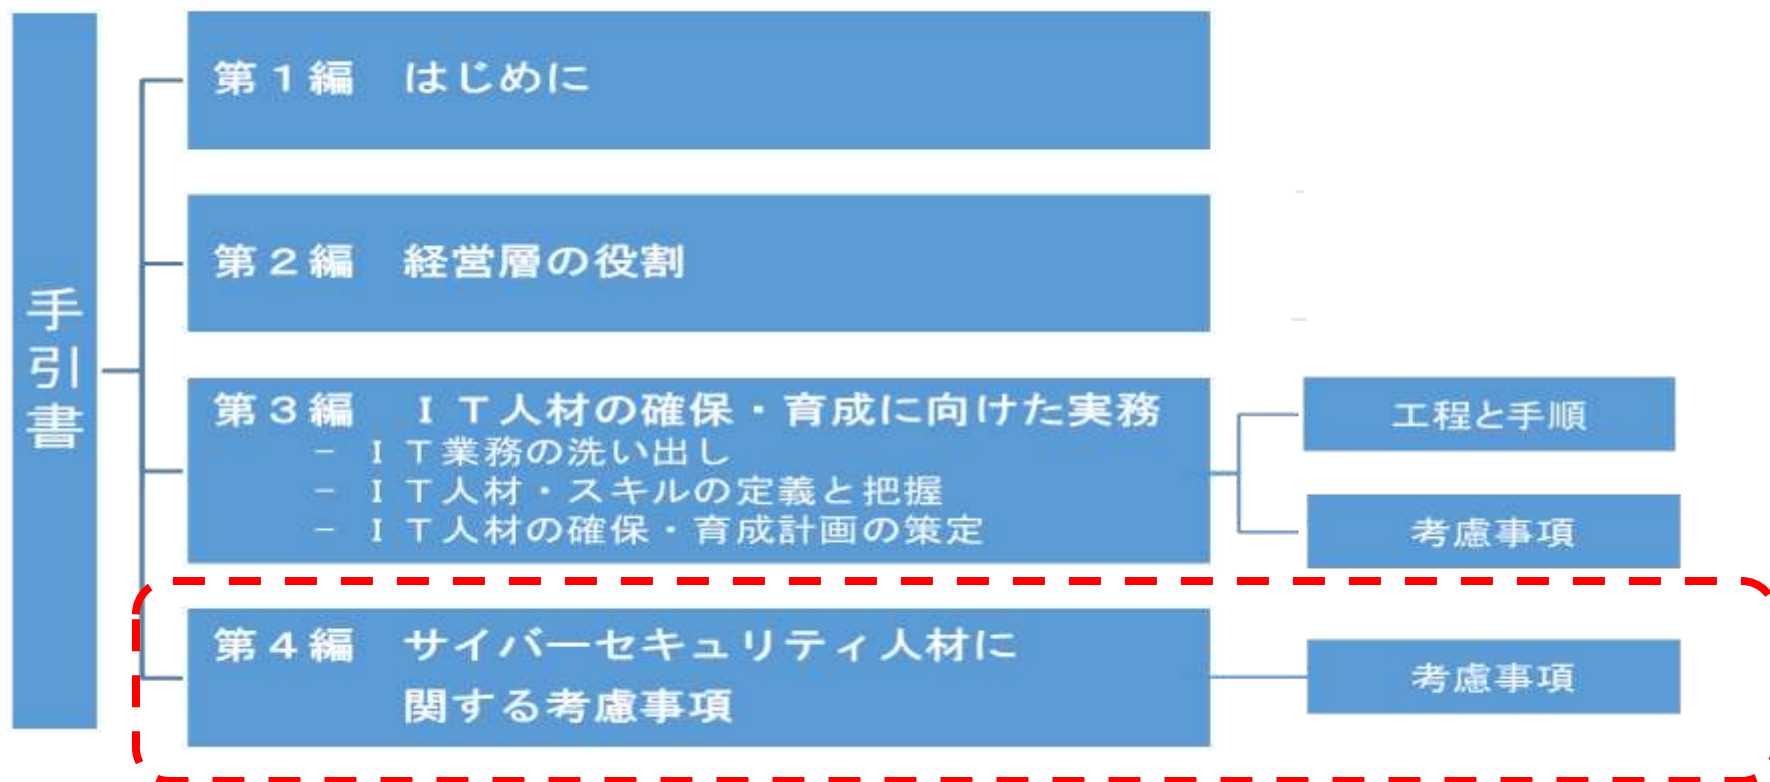 手引書
第１編　はじめに
第２編　経営層の役割
第３編　ＩＴ人材の確保・育成に向けた実務
－ ＩＴ業務の洗い出し
－ ＩＴ人材・スキルの定義と把握
－ ＩＴ人材の確保・育成計画の策定
工程と手順
考慮事項
第４編　サイバーセキュリティ人材に
関する考慮事項
考慮事項